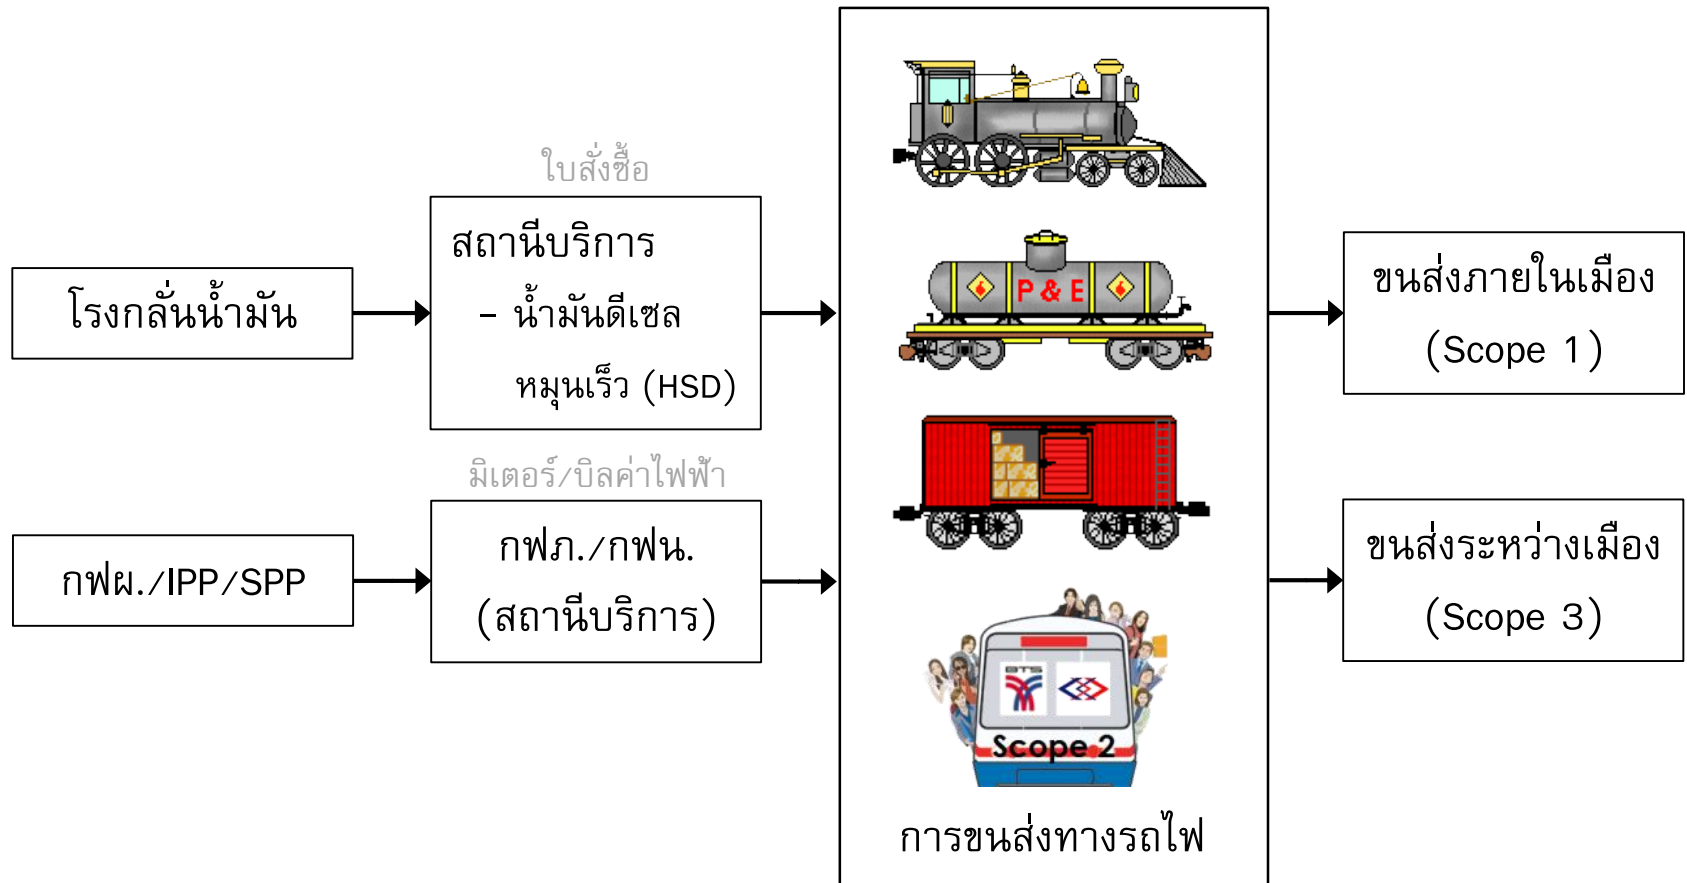 โรงกลั่นน้ำมัน
ใบสั่งซื้อ
สถานีบริการ
- น้ำมันดีเซล
หมุนเร็ว (HSD)
กฟผ./IPP/SPP
มิเตอร์/บิลค่าไฟฟ้า
กฟภ./กฟน.
(สถานีบริการ)
P & E
BTS
Scope 2
การขนส่งทางรถไฟ
ขนส่งภายในเมือง
(Scope 1)
ขนส่งระหว่างเมือง
(Scope 3)